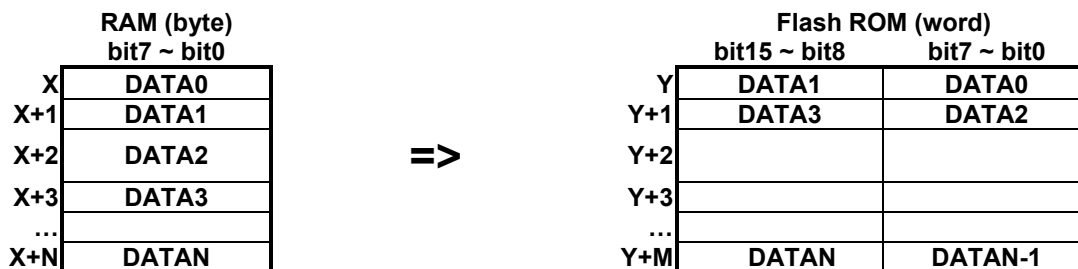 RAM (byte) Flash ROM (word)
bit7 ~ bit0 bit15 ~ bit8 bit7 ~ bit0
X DATA0 Y DATA1 DATA0
X+1 DATA1 Y+1 DATA3 DATA2
X+2 DATA2 => Y+2
X+3 DATA3 Y+3
… …
X+N DATAN Y+M DATAN DATAN-1